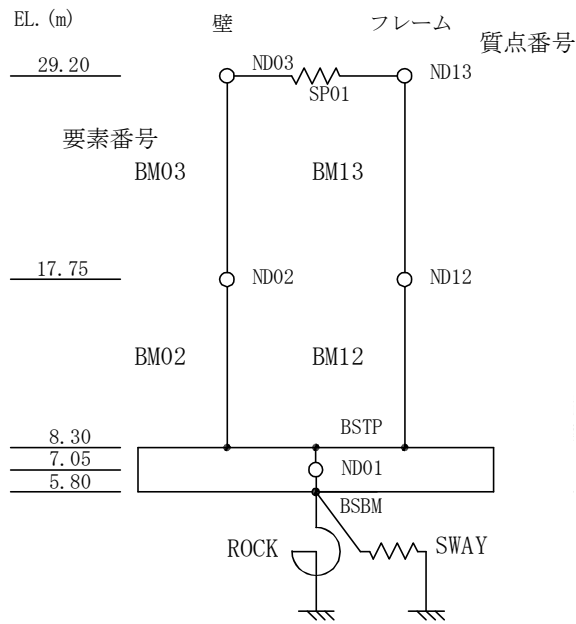 EL.(m)
壁
フレーム
質点番号
29.20
ND03
SP01
ND13
要素番号
BM03
BM13
17.75
ND02
ND12
BM02
BM12
8.30
BSTP
7.05
ND01
5.80
BSBM
ROCK
SWAY